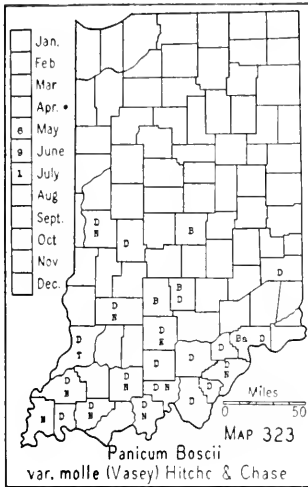 Jan.
Feb
Mar
Apr.
6 May
9 June
1 July
Aug
Sept.
Oct
Nov
Dec.
D N
D
B
D
B
B D
D N
D N
D T
D
D
Ba
D
D N
D
D N
D N
D N
D
D N
N
D
D N
D N
Miles
0 50
MAP 323
Panicum Boscii
var. molle (Vasey) Hitchc & Chase